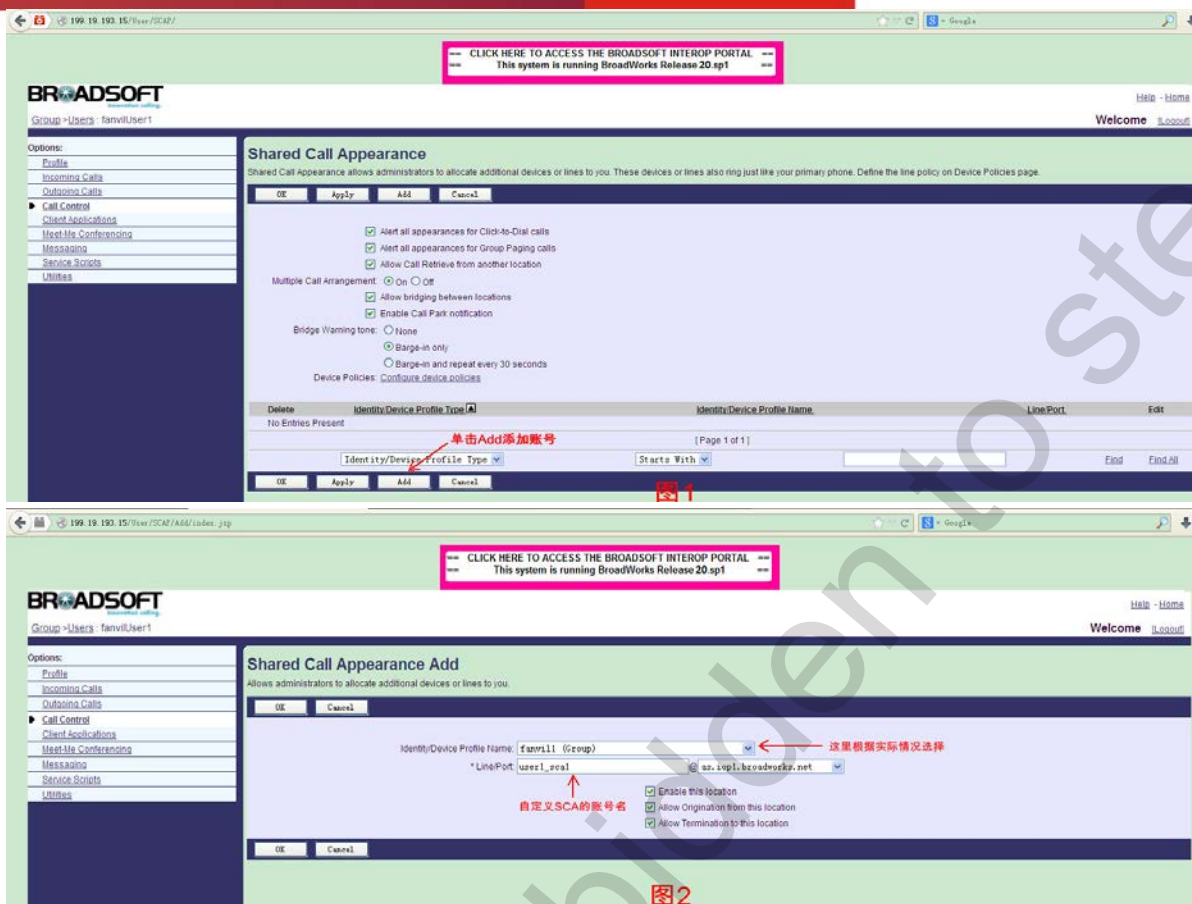 199.19.193.15/User/SCAP/
Google
== CLICK HERE TO ACCESS THE BROADSOFT INTEROP PORTAL ==
== This system is running BroadWorks Release 20.sp1 ==
BROADSOFT
Help - Home
Group >Users : fanvilUser1
Welcome [Logout]
Options:
Profile
Incoming Calls
Outgoing Calls
Call Control
Client Applications
Meet-Me Conferencing
Messaging
Service Scripts
Utilities
Shared Call Appearance
Shared Call Appearance allows administrators to allocate additional devices or lines to you. These devices or lines also ring just like your primary phone. Define the line policy on Device Policies page.
OK Apply Add Cancel
Alert all appearances for Click-to-Dial calls
Alert all appearances for Group Paging calls
Allow Call Retrieve from another location
Multiple Call Arrangement: On Off
Allow bridging between locations
Enable Call Park notification
Bridge Warning tone: None
Barge-in only
Barge-in and repeat every 30 seconds
Device Policies: Configure device policies
Delete Identity/Device Profile Type Identity/Device Profile Name Line/Port Edit
No Entries Present
单击Add添加账号
[Page 1 of 1]
Identity/Device Profile Type Starts With Find Find All
OK Apply Add Cancel
图1
199.19.193.15/User/SCAP/Add/index.jsp
Google
== CLICK HERE TO ACCESS THE BROADSOFT INTEROP PORTAL ==
== This system is running BroadWorks Release 20.sp1 ==
BROADSOFT
Help - Home
Group >Users : fanvilUser1
Welcome [Logout]
Options:
Profile
Incoming Calls
Outgoing Calls
Call Control
Client Applications
Meet-Me Conferencing
Messaging
Service Scripts
Utilities
Shared Call Appearance Add
Allows administrators to allocate additional devices or lines to you.
OK Cancel
Identity/Device Profile Name: fanvil1 (Group) 这里根据实际情况选择
* Line/Port: user1_sca1 @ as.iop1.broadworks.net
自定义SCA的账号名
Enable this location
Allow Origination from this location
Allow Termination to this location
OK Cancel
图2